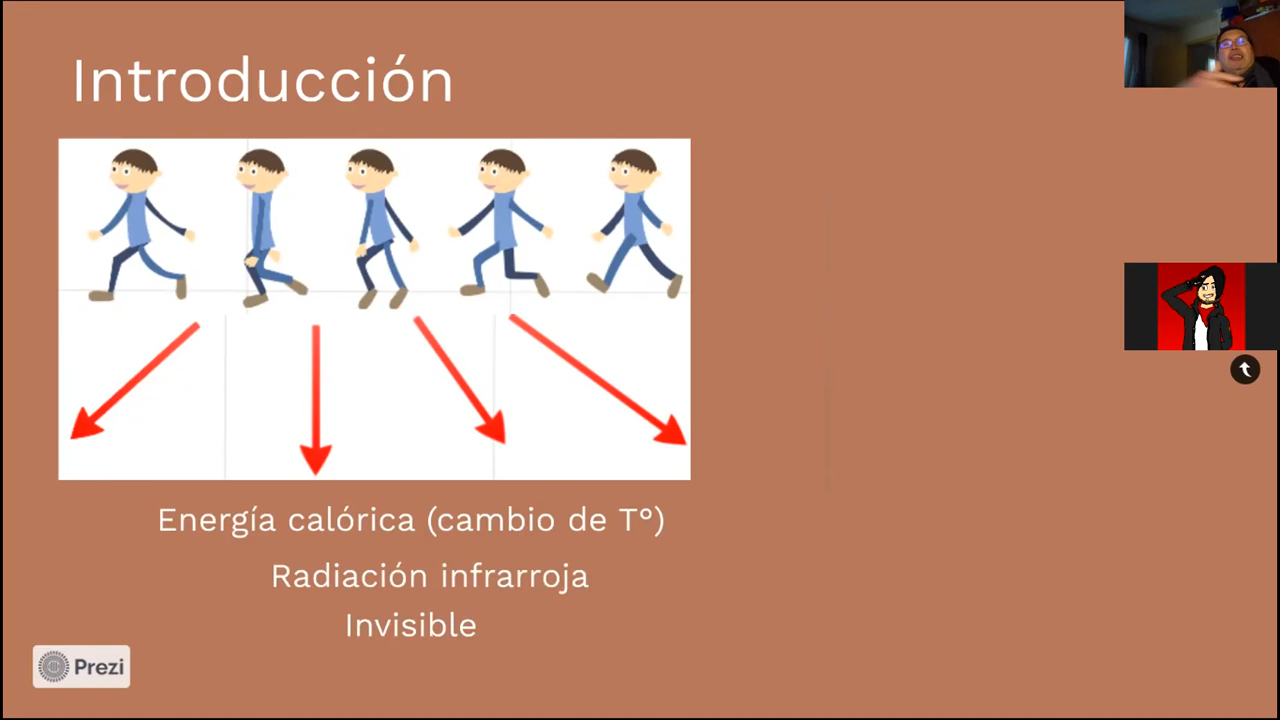 Introducción
Energía calórica (cambio de T°)
Radiación infrarroja
Invisible
Prezi